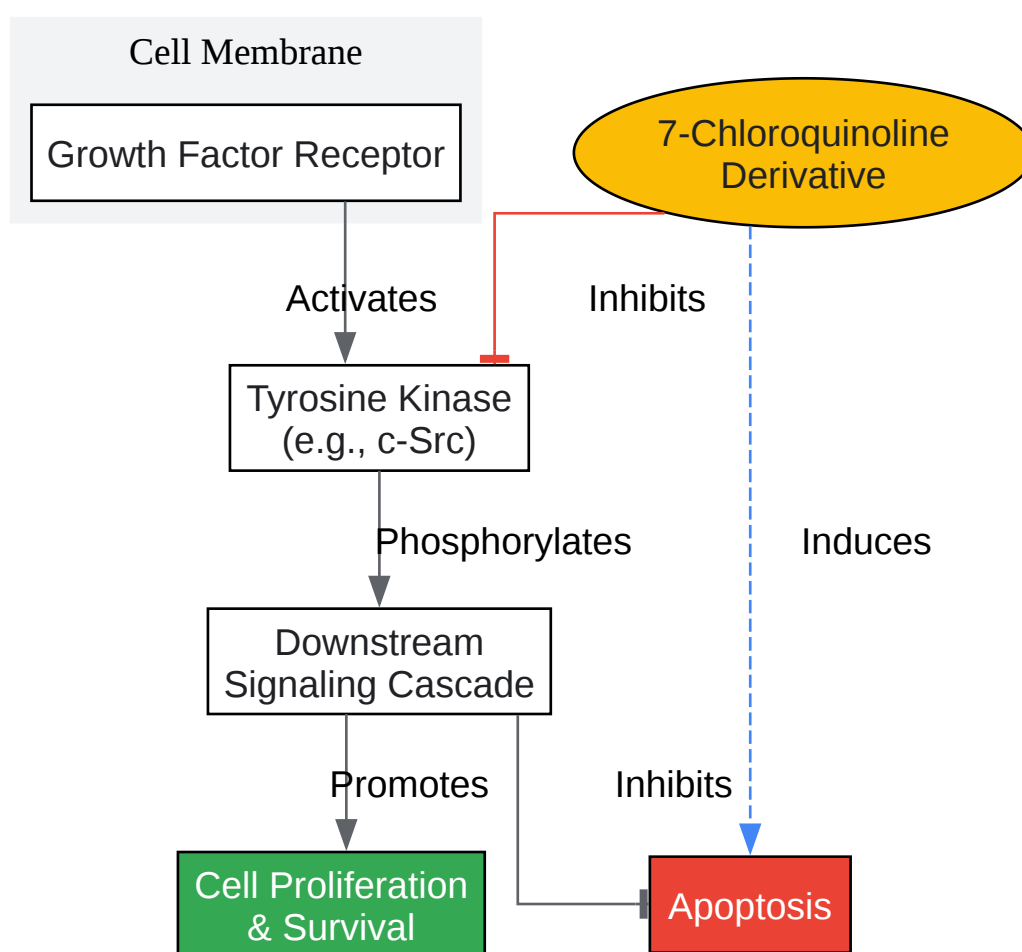 Cell Membrane
Growth Factor Receptor
7-Chloroquinoline
Derivative
Activates
Inhibits
Tyrosine Kinase
(e.g., c-Src)
Phosphorylates
Induces
Downstream
Signaling Cascade
Promotes
Inhibits
Cell Proliferation
& Survival
Apoptosis